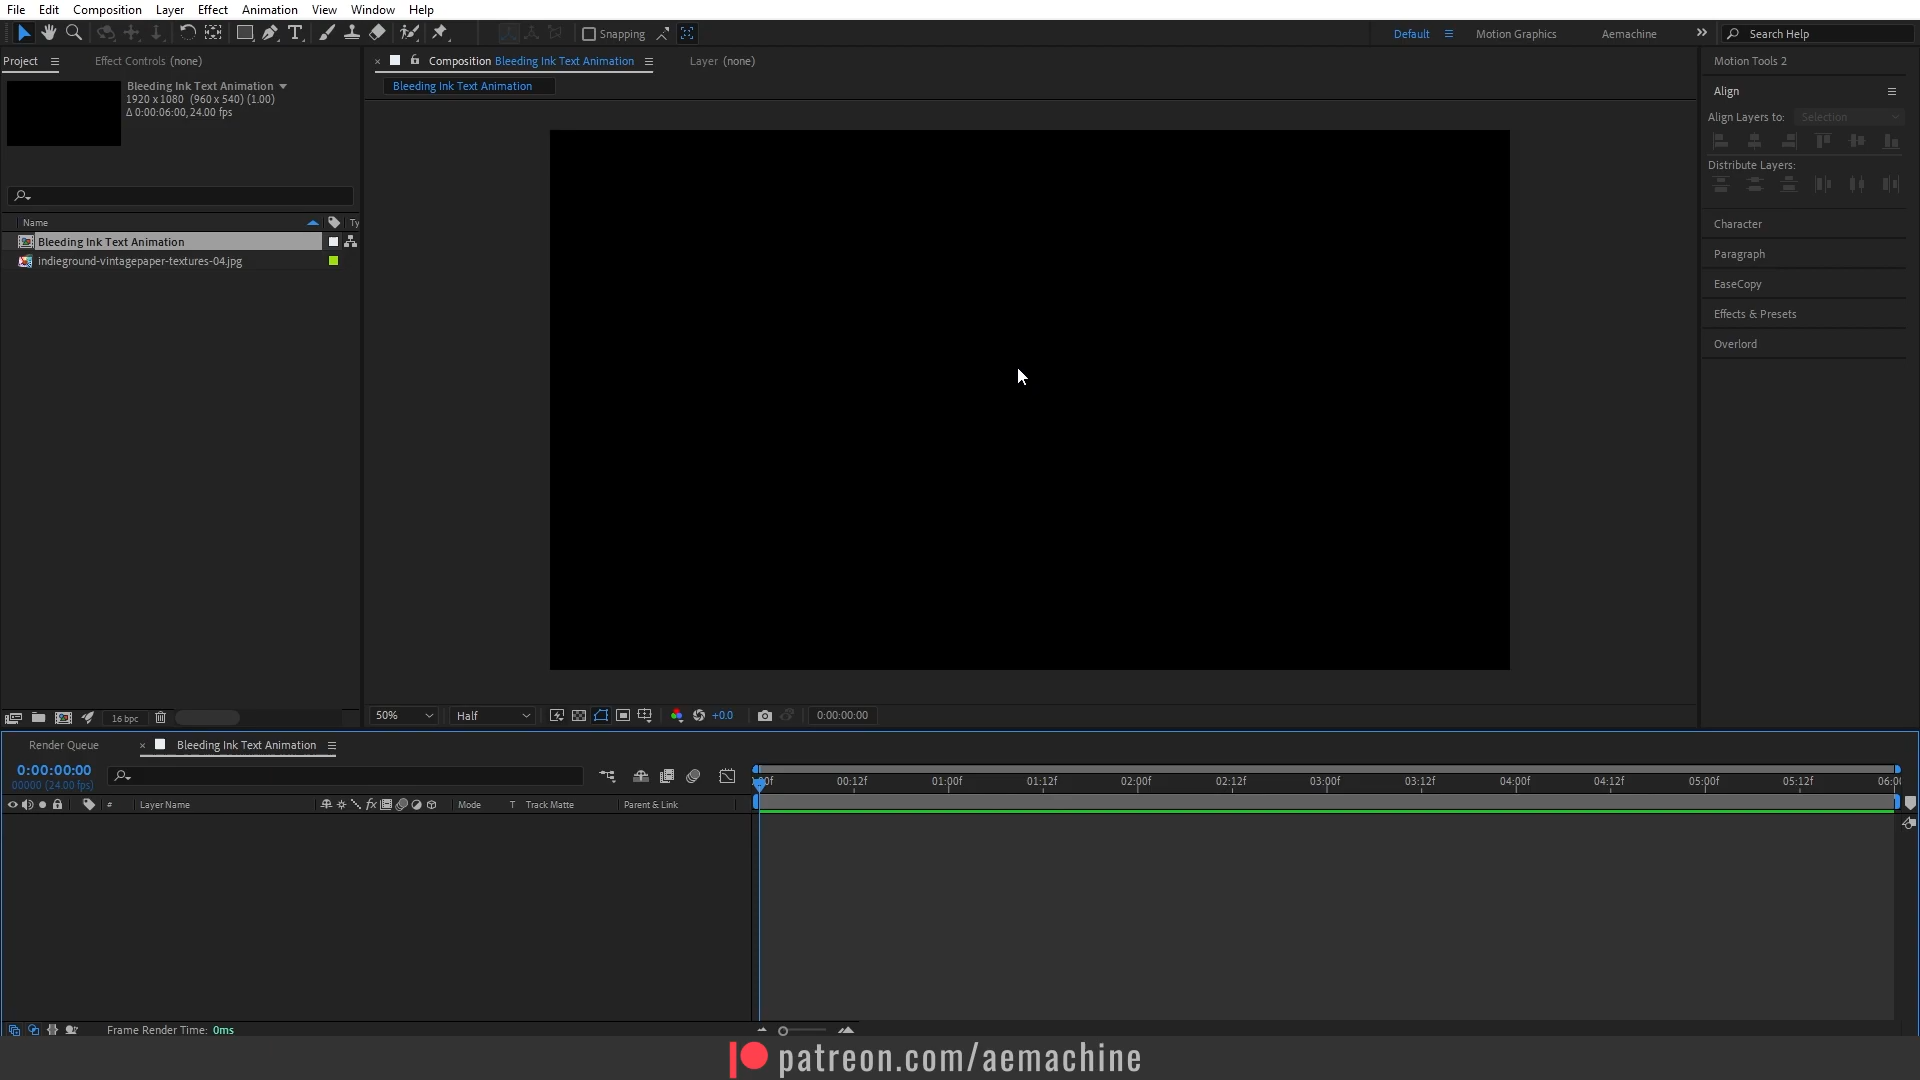 File Edit Composition Layer Effect Animation View Window Help
Snapping Default Motion Graphics Aemachine Search Help
Project Effect Controls (none)
Bleeding Ink Text Animation
1920 x 1080 (960 x 540) (1.00)
Δ 0:00:06:00, 24.00 fps
Name Ty
Bleeding Ink Text Animation
indieground-vintagepaper-textures-04.jpg
16 bpc
Composition Bleeding Ink Text Animation Layer (none)
Bleeding Ink Text Animation
50% Half +0.0 0:00:00:00
Motion Tools 2
Align
Align Layers to: Selection
Distribute Layers:
Character
Paragraph
EaseCopy
Effects & Presets
Overlord
Render Queue Bleeding Ink Text Animation
0:00:00:00
00000 (24.00 fps)
# Layer Name Mode T Track Matte Parent & Link
00:12f 01:00f 01:12f 02:00f 02:12f 03:00f 03:12f 04:00f 04:12f 05:00f 05:12f
Frame Render Time: 0ms
patreon.com/aemachine